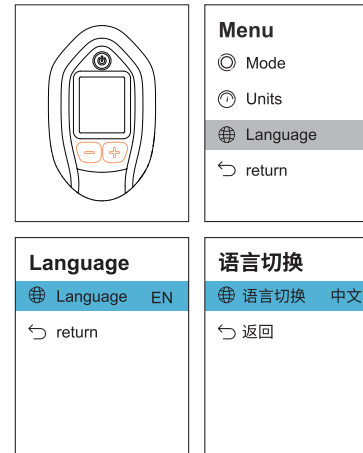 Menu
Mode
Units
Language
return
Language
Language EN
return
语言切换
语言切换 中文
返回